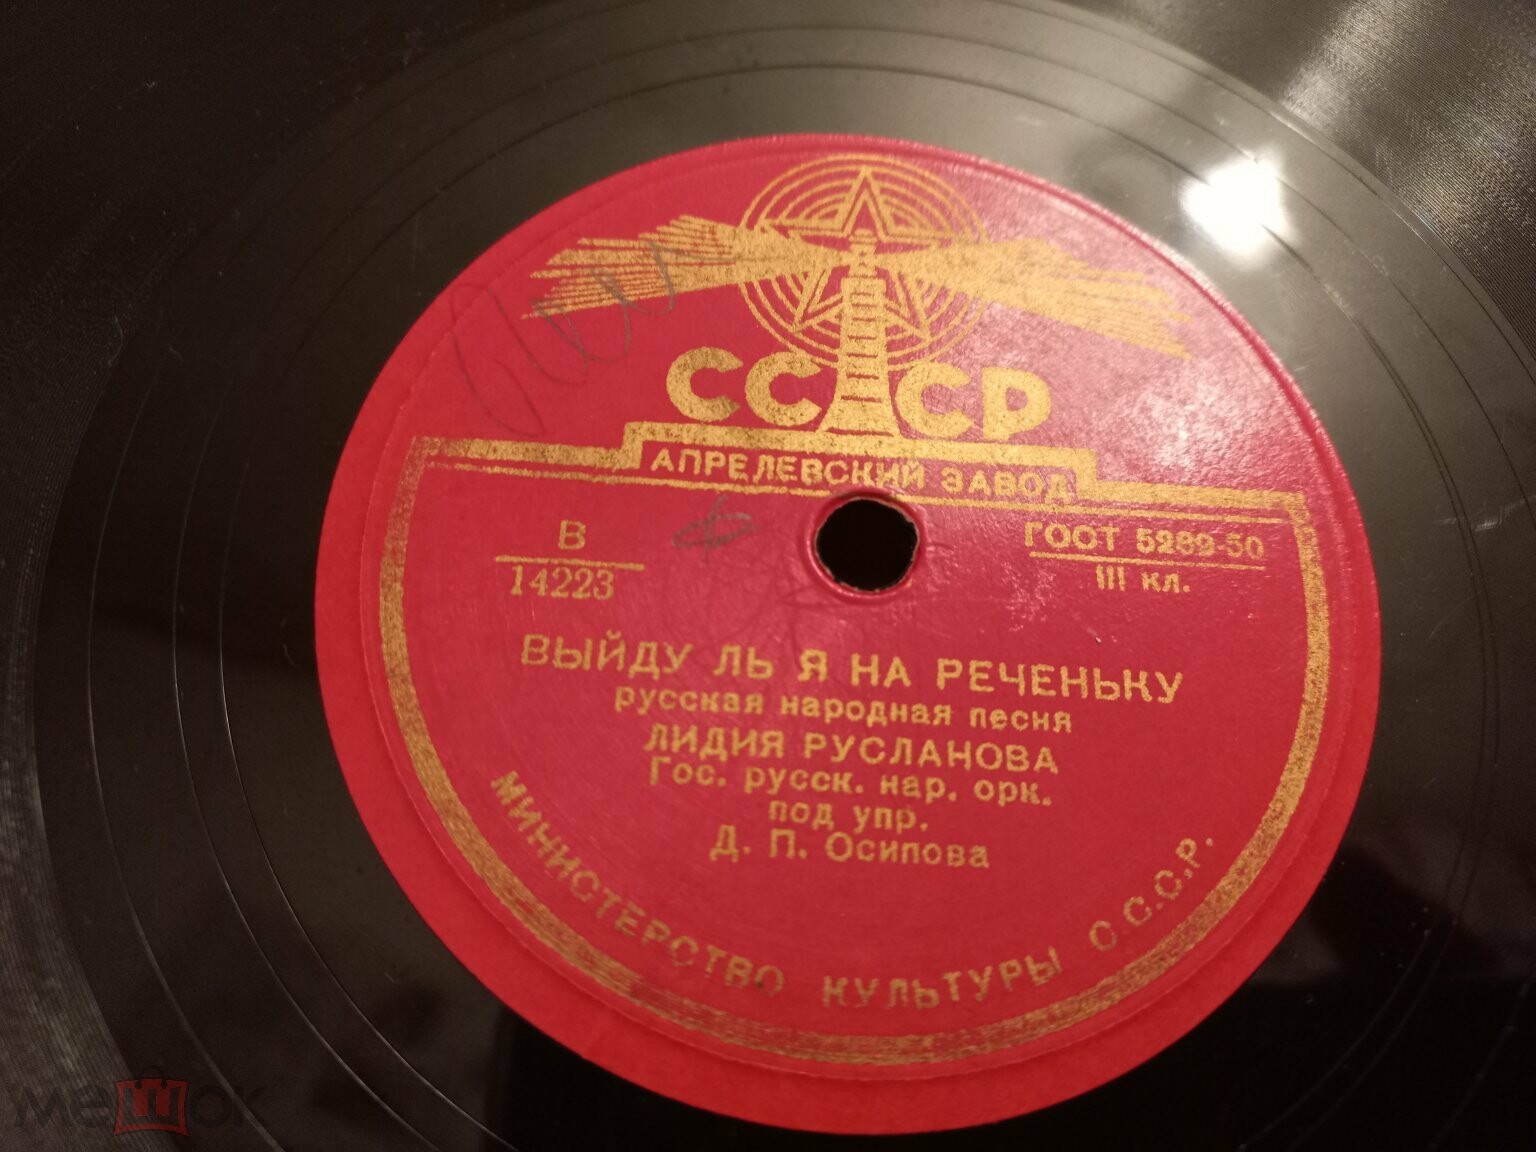 СССР
АПРЕЛЕВСКИЙ ЗАВОД
В
14223
ГОСТ 5289-50
III кл.
ВЫЙДУ ЛЬ Я НА РЕЧЕНЬКУ
русская народная песня
ЛИДИЯ РУСЛАНОВА
Гос. русск. нар. орк.
под упр.
Д. П. Осипова
МИНИСТЕРСТВО КУЛЬТУРЫ С.С.С.Р.
мешок